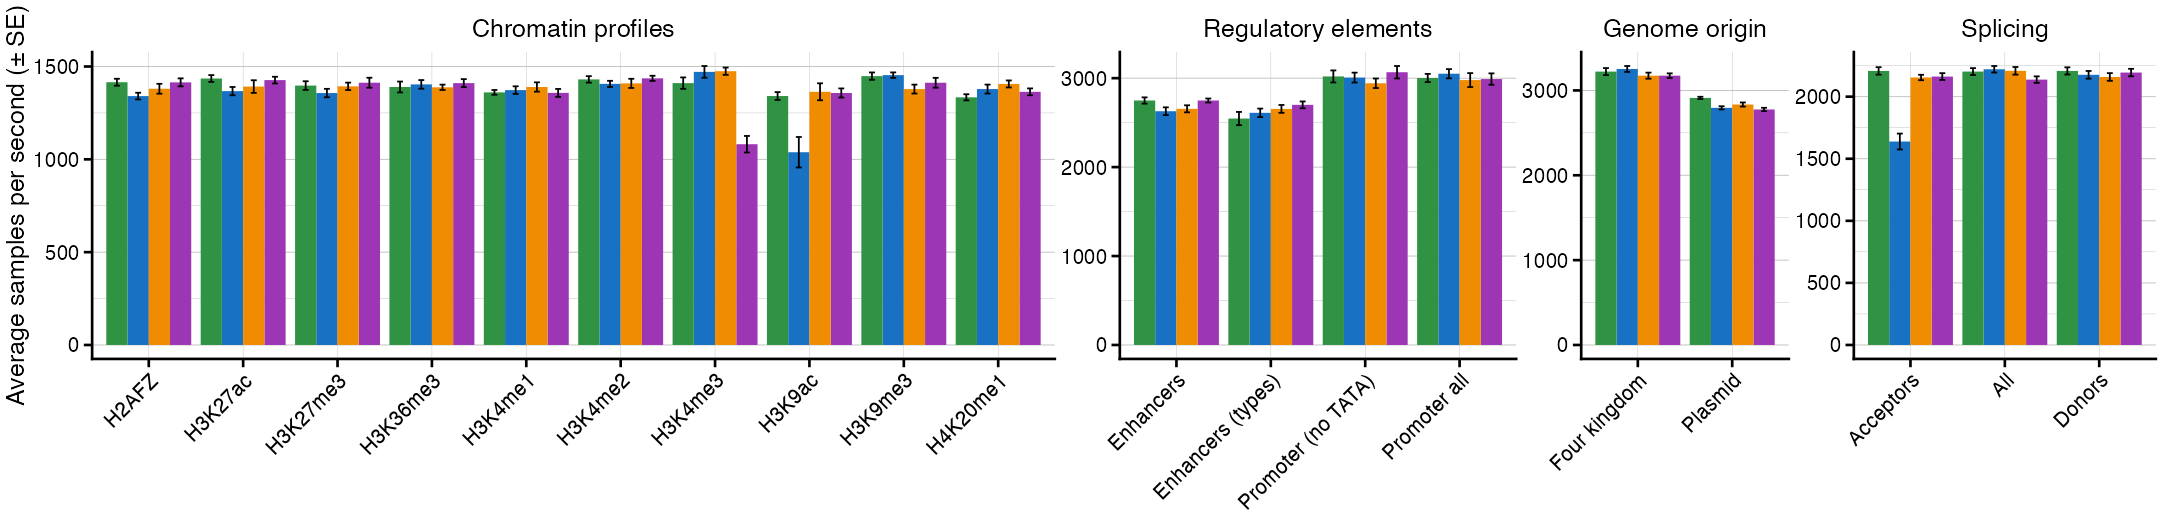 Chromatin profiles
Regulatory elements
Genome origin
Splicing
Average samples per second (± SE)
1500
1000
500
0
3000
2000
1000
0
3000
2000
1000
0
2000
1500
1000
500
0
H2AFZ
H3K27ac
H3K27me3
H3K36me3
H3K4me1
H3K4me2
H3K4me3
H3K9ac
H3K9me3
H4K20me1
Enhancers
Enhancers (types)
Promoter (no TATA)
Promoter all
Four kingdom
Plasmid
Acceptors
All
Donors